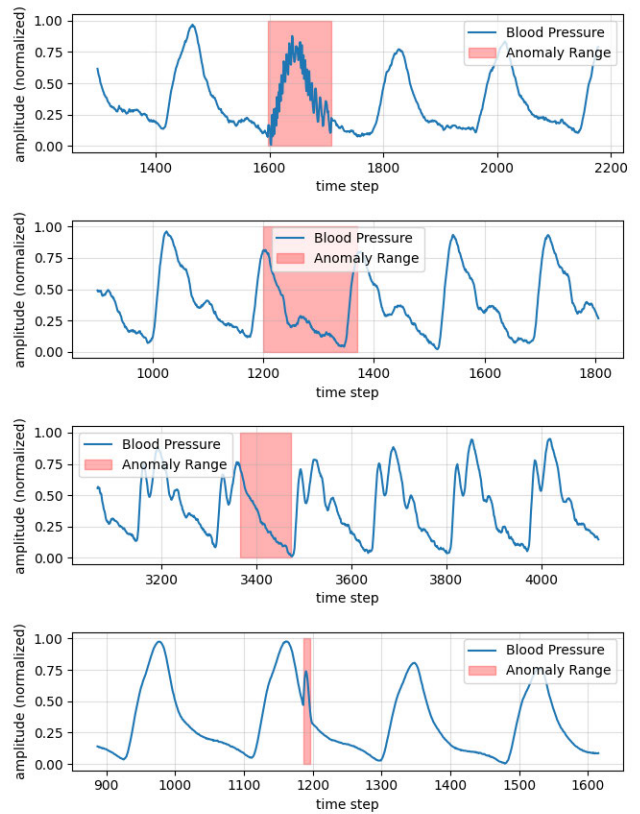 amplitude (normalized)
1.00
0.75
0.50
0.25
0.00
Blood Pressure
Anomaly Range
1400 1600 1800 2000 2200
time step
amplitude (normalized)
1.00
0.75
0.50
0.25
0.00
Blood Pressure
Anomaly Range
1000 1200 1400 1600 1800
time step
amplitude (normalized)
1.00
0.75
0.50
0.25
0.00
Blood Pressure
Anomaly Range
3200 3400 3600 3800 4000
time step
amplitude (normalized)
1.00
0.75
0.50
0.25
0.00
Blood Pressure
Anomaly Range
900 1000 1100 1200 1300 1400 1500 1600
time step